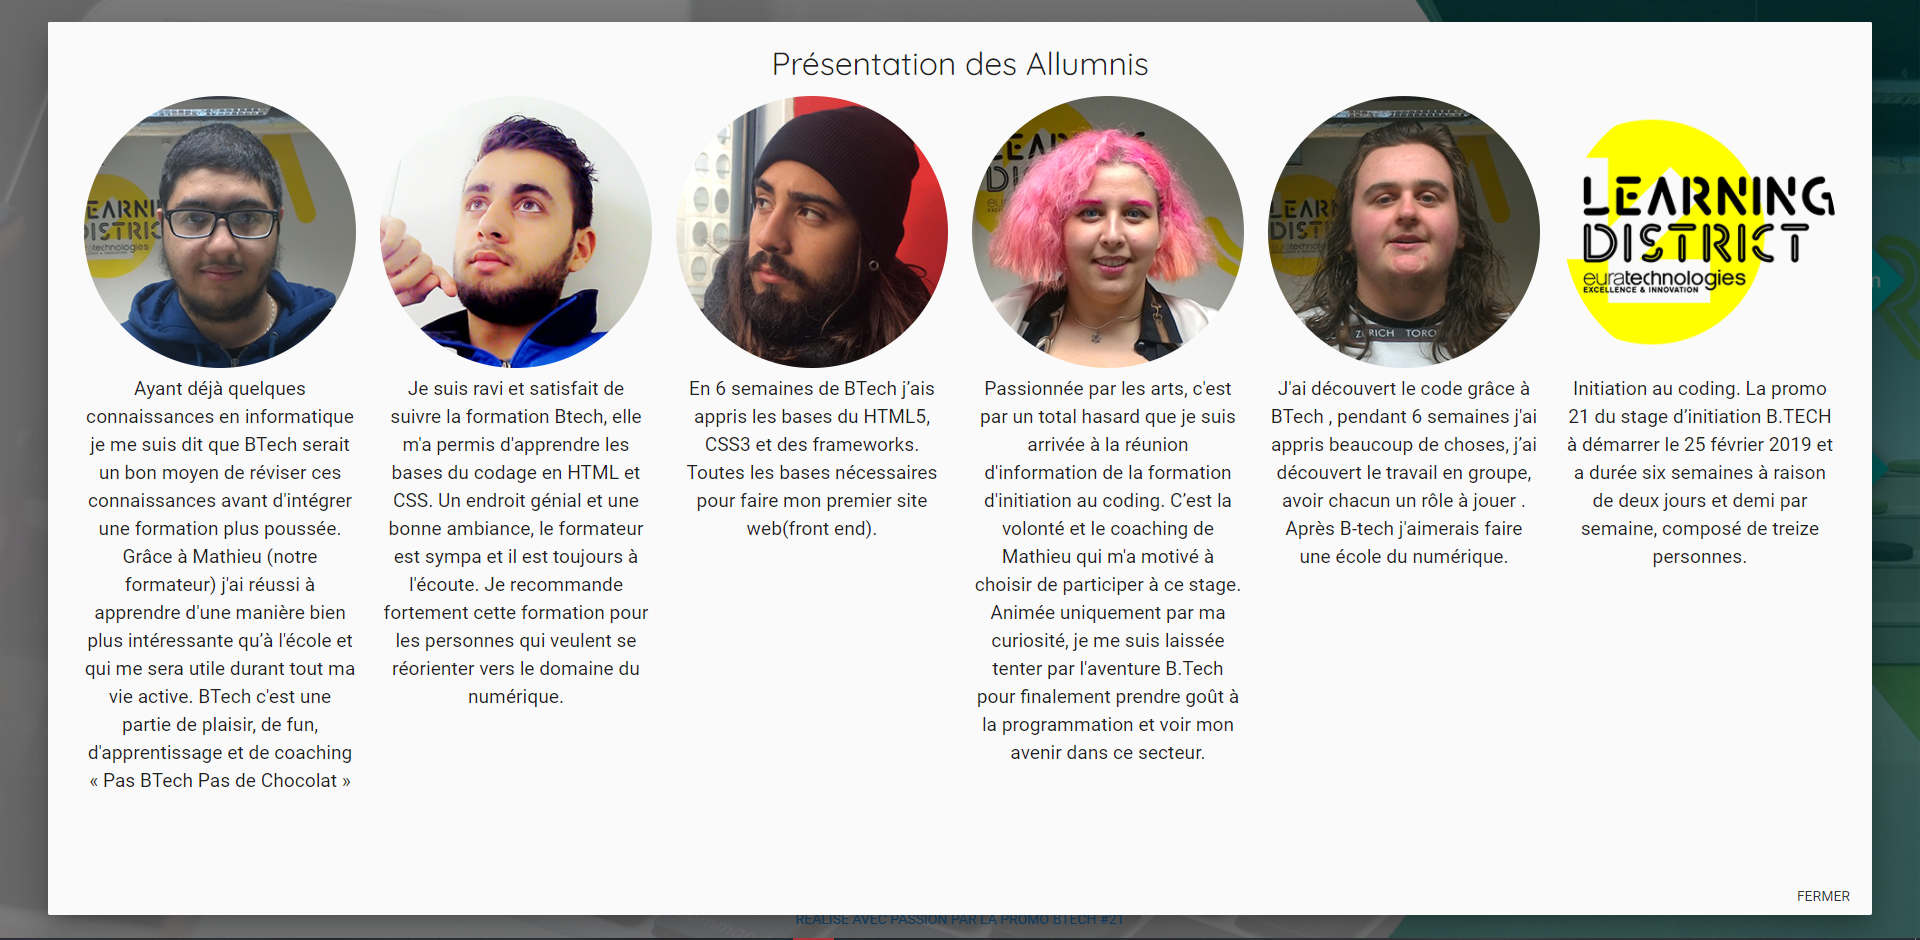 Présentation des Allumnis
Ayant déjà quelques
connaissances en informatique
je me suis dit que BTech serait
un bon moyen de réviser ces
connaissances avant d'intégrer
une formation plus poussée.
Grâce à Mathieu (notre
formateur) j'ai réussi à
apprendre d'une manière bien
plus intéressante qu’à l'école et
qui me sera utile durant tout ma
vie active. BTech c'est une
partie de plaisir, de fun,
d'apprentissage et de coaching
« Pas BTech Pas de Chocolat »
Je suis ravi et satisfait de
suivre la formation Btech, elle
m'a permis d'apprendre les
bases du codage en HTML et
CSS. Un endroit génial et une
bonne ambiance, le formateur
est sympa et il est toujours à
l'écoute. Je recommande
fortement cette formation pour
les personnes qui veulent se
réorienter vers le domaine du
numérique.
En 6 semaines de BTech j’ais
appris les bases du HTML5,
CSS3 et des frameworks.
Toutes les bases nécessaires
pour faire mon premier site
web(front end).
Passionnée par les arts, c'est
par un total hasard que je suis
arrivée à la réunion
d'information de la formation
d'initiation au coding. C’est la
volonté et le coaching de
Mathieu qui m'a motivé à
choisir de participer à ce stage.
Animée uniquement par ma
curiosité, je me suis laissée
tenter par l'aventure B.Tech
pour finalement prendre goût à
la programmation et voir mon
avenir dans ce secteur.
ZURICH TORO
J'ai découvert le code grâce à
BTech , pendant 6 semaines j'ai
appris beaucoup de choses, j’ai
découvert le travail en groupe,
avoir chacun un rôle à jouer .
Après B-tech j'aimerais faire
une école du numérique.
LEARNING
DISTRICT
euratechnologies
EXCELLENCE & INNOVATION
Initiation au coding. La promo
21 du stage d’initiation B.TECH
à démarrer le 25 février 2019 et
a durée six semaines à raison
de deux jours et demi par
semaine, composé de treize
personnes.
FERMER
RÉALISÉ AVEC PASSION PAR LA PROMO BTECH #21